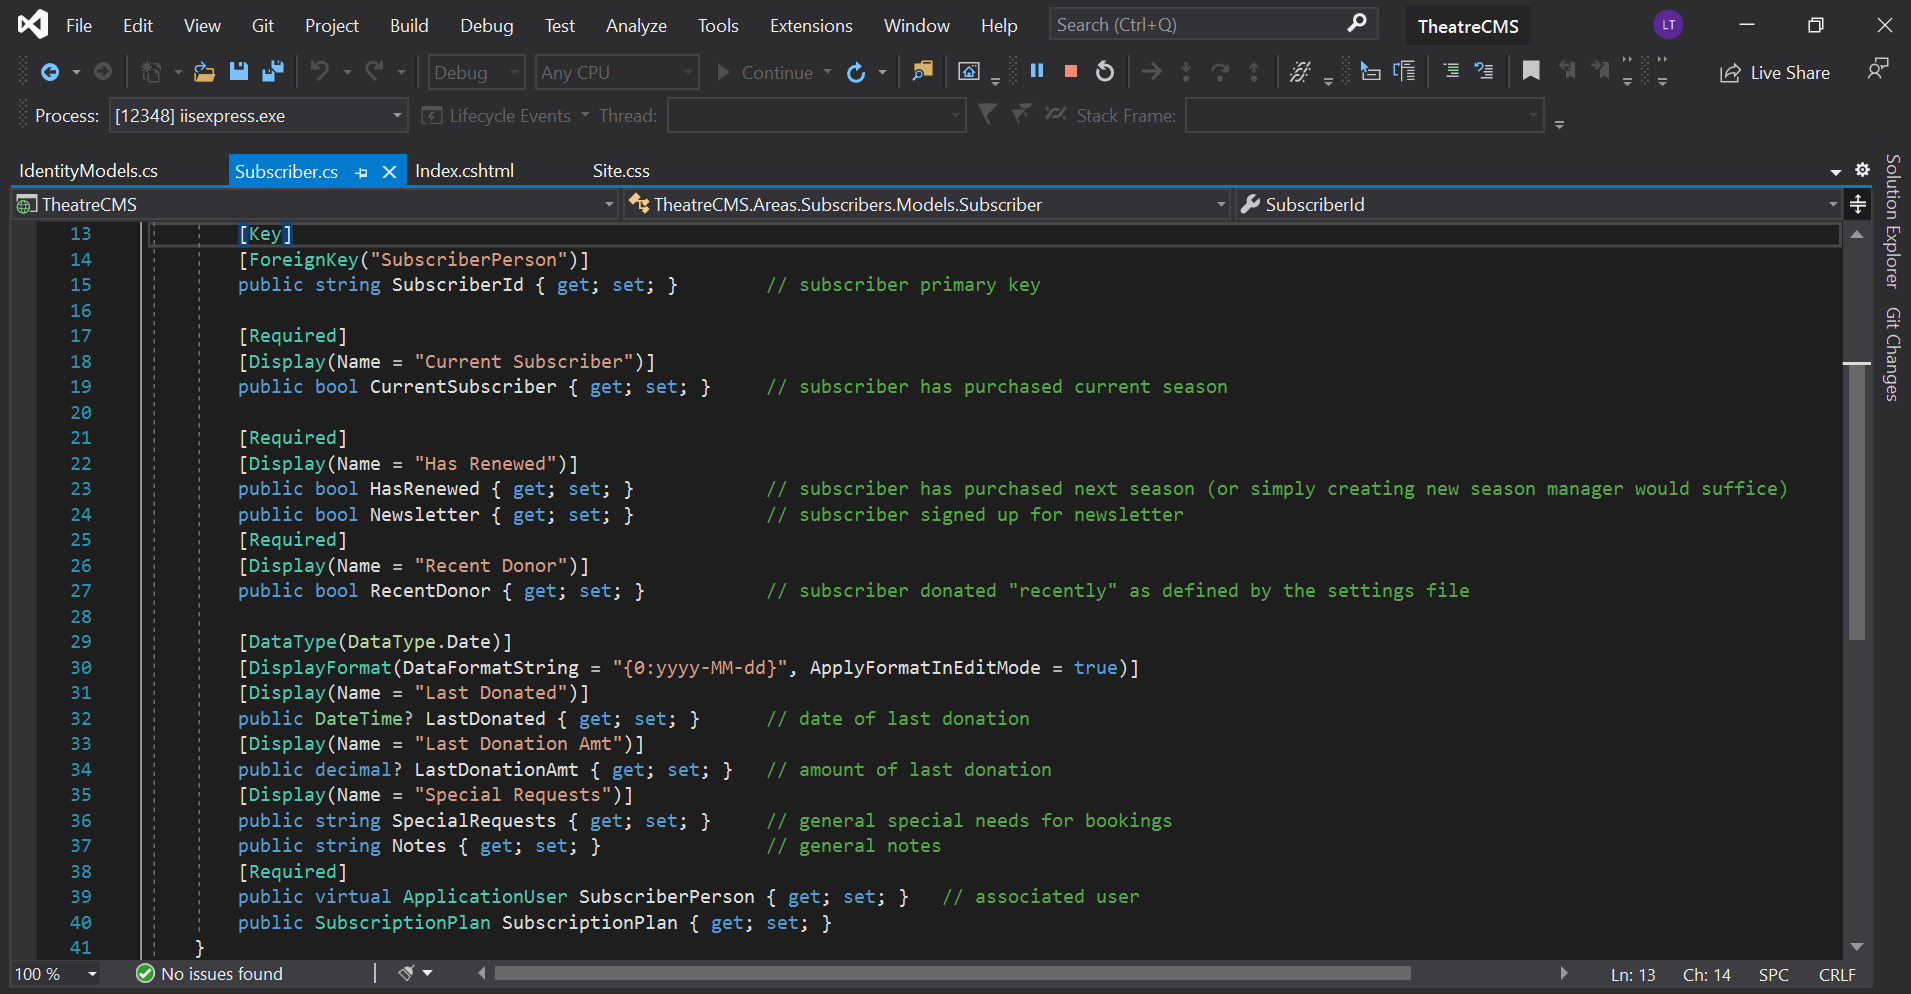 File Edit View Git Project Build Debug Test Analyze Tools Extensions Window Help Search (Ctrl+Q) TheatreCMS LT
Debug Any CPU Continue Live Share
Process: [12348] iisexpress.exe Lifecycle Events Thread: Stack Frame:
IdentityModels.cs Subscriber.cs Index.cshtml Site.css
TheatreCMS TheatreCMS.Areas.Subscribers.Models.Subscriber SubscriberId
13 [Key]
14 [ForeignKey("SubscriberPerson")]
15 public string SubscriberId { get; set; } // subscriber primary key
16
17 [Required]
18 [Display(Name = "Current Subscriber")]
19 public bool CurrentSubscriber { get; set; } // subscriber has purchased current season
20
21 [Required]
22 [Display(Name = "Has Renewed")]
23 public bool HasRenewed { get; set; } // subscriber has purchased next season (or simply creating new season manager would suffice)
24 public bool Newsletter { get; set; } // subscriber signed up for newsletter
25 [Required]
26 [Display(Name = "Recent Donor")]
27 public bool RecentDonor { get; set; } // subscriber donated "recently" as defined by the settings file
28
29 [DataType(DataType.Date)]
30 [DisplayFormat(DataFormatString = "{0:yyyy-MM-dd}", ApplyFormatInEditMode = true)]
31 [Display(Name = "Last Donated")]
32 public DateTime? LastDonated { get; set; } // date of last donation
33 [Display(Name = "Last Donation Amt")]
34 public decimal? LastDonationAmt { get; set; } // amount of last donation
35 [Display(Name = "Special Requests")]
36 public string SpecialRequests { get; set; } // general special needs for bookings
37 public string Notes { get; set; } // general notes
38 [Required]
39 public virtual ApplicationUser SubscriberPerson { get; set; } // associated user
40 public SubscriptionPlan SubscriptionPlan { get; set; }
41 }
100 % No issues found Ln: 13 Ch: 14 SPC CRLF
Solution Explorer
Git Changes